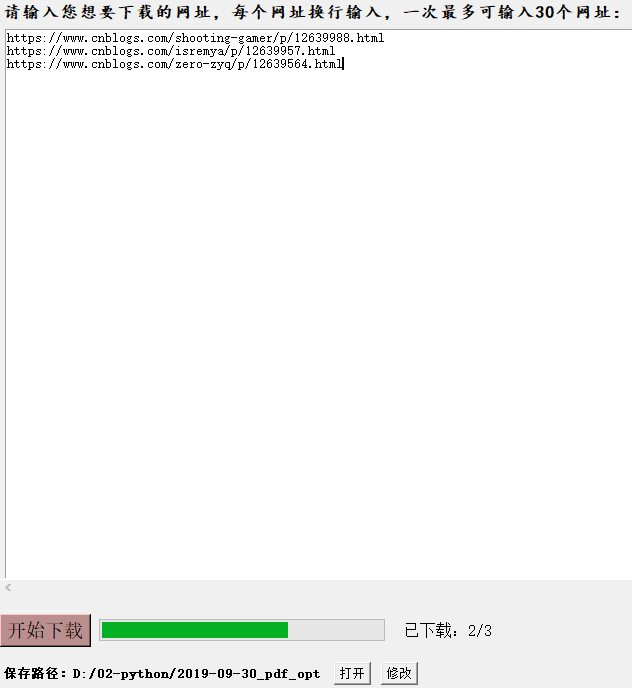 请输入您想要下载的网址，每个网址换行输入，一次最多可输入30个网址：
https://www.cnblogs.com/shooting-gamer/p/12639988.html
https://www.cnblogs.com/isremya/p/12639957.html
https://www.cnblogs.com/zero-zyq/p/12639564.html
开始下载 已下载：2/3
保存路径：D:/02-python/2019-09-30_pdf_opt 打开 修改